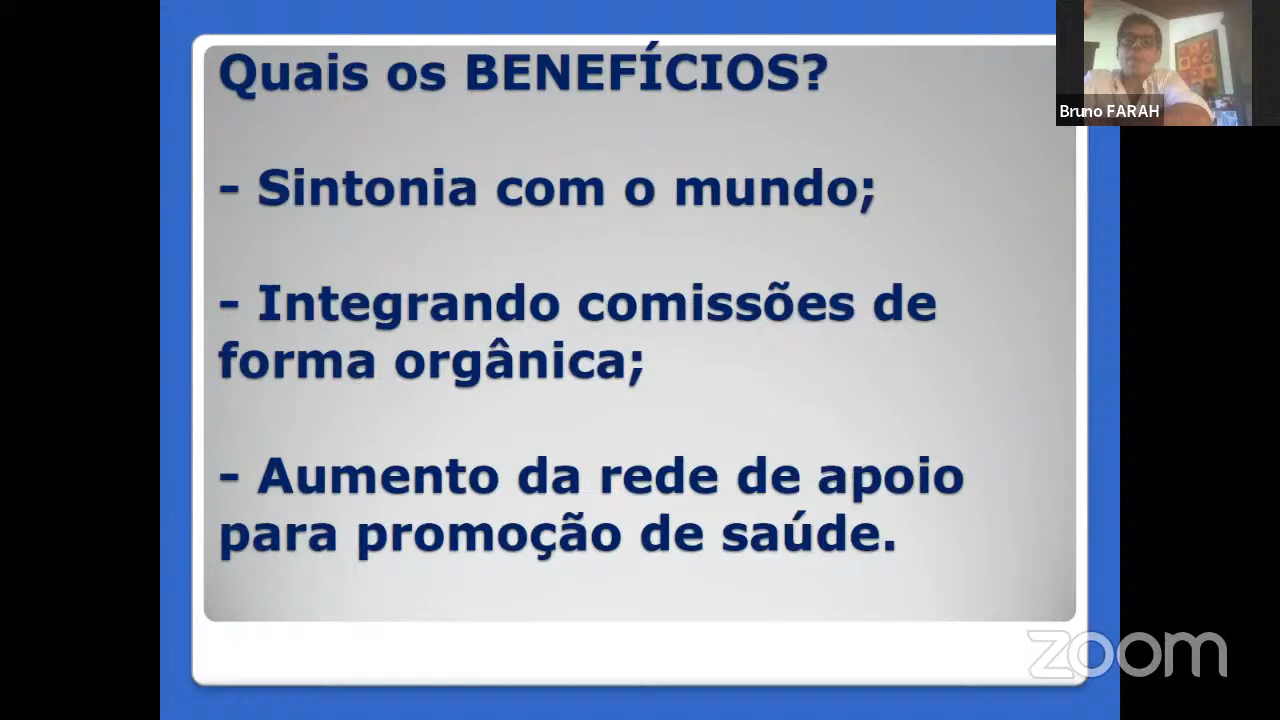 Quais os BENEFÍCIOS?
- Sintonia com o mundo;
- Integrando comissões de
forma orgânica;
- Aumento da rede de apoio
para promoção de saúde.
Bruno FARAH
zoom